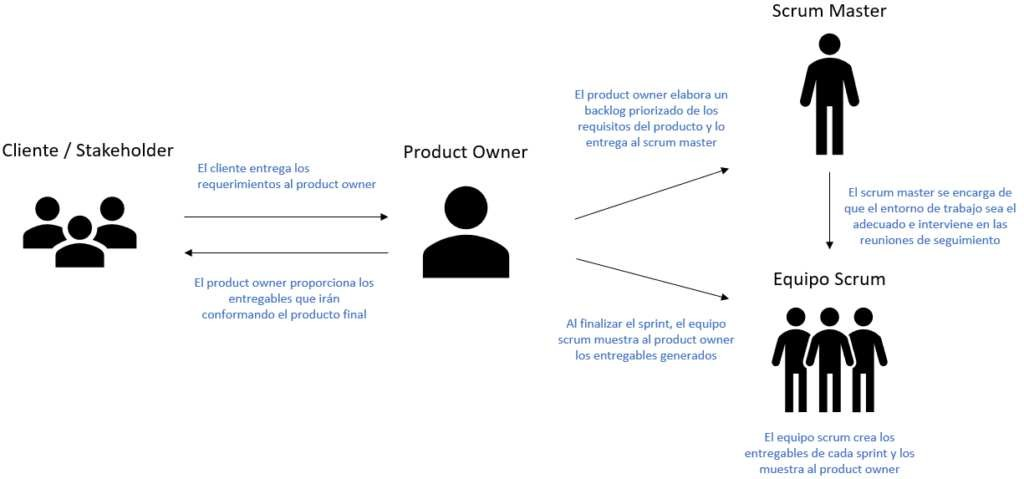 Scrum Master
El product owner elabora un
backlog priorizado de los
requisitos del producto y lo
entrega al scrum master
Cliente / Stakeholder
Product Owner
El cliente entrega los
requerimientos al product owner
El scrum master se encarga de
que el entorno de trabajo sea el
adecuado e interviene en las
reuniones de seguimiento
El product owner proporciona los
entregables que irán
conformando el producto final
Equipo Scrum
Al finalizar el sprint, el equipo
scrum muestra al product owner
los entregables generados
El equipo scrum crea los
entregables de cada sprint y los
muestra al product owner